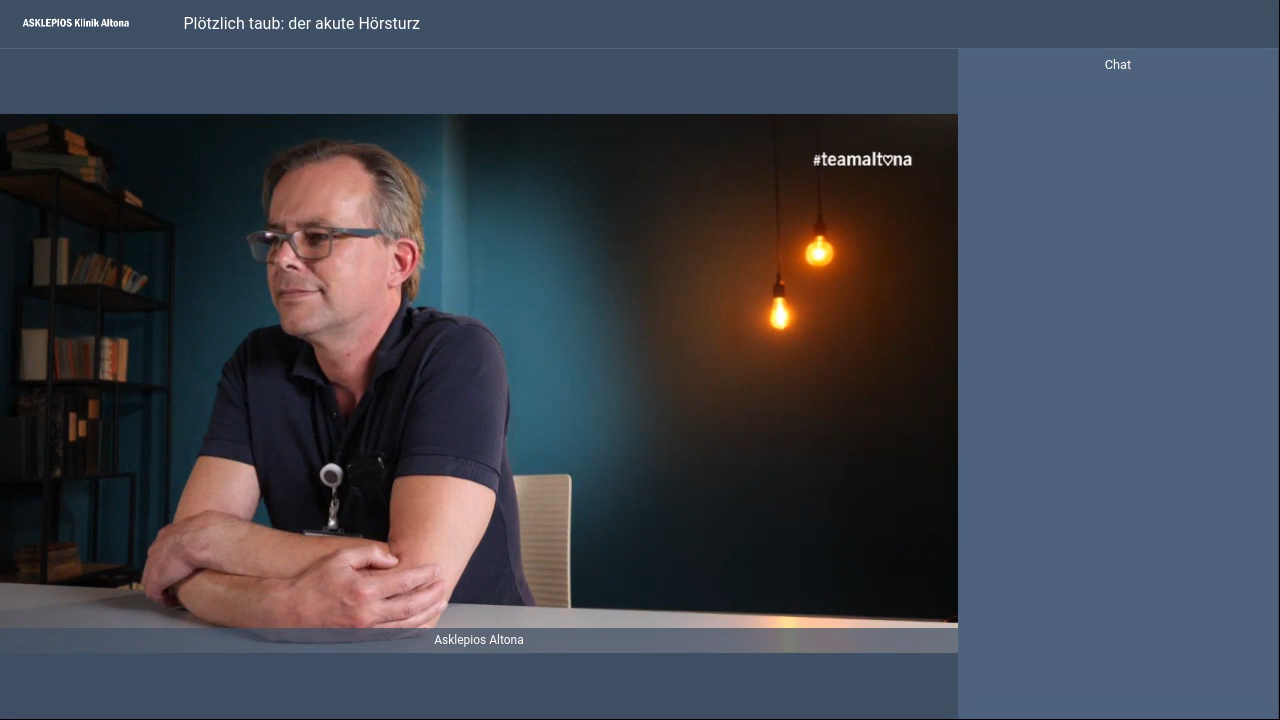 ASKLEPIOS Klinik Altona
Plötzlich taub: der akute Hörsturz
Chat
#teamaltona
Asklepios Altona